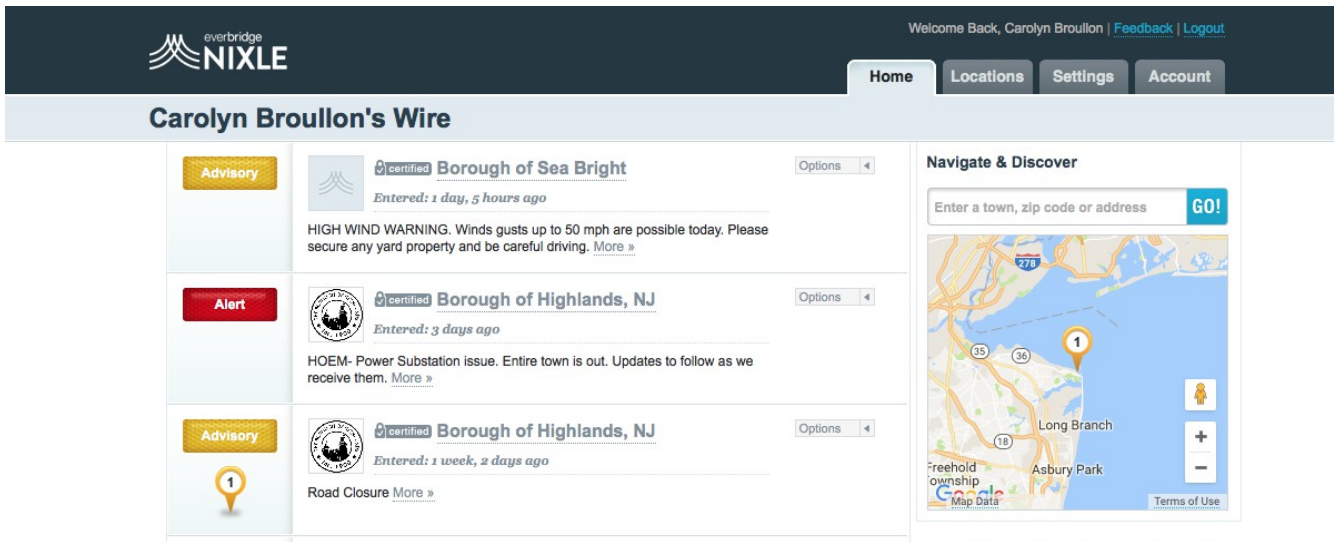 everbridge
NIXLE
Welcome Back, Carolyn Broullon | Feedback | Logout
Home
Locations
Settings
Account
Carolyn Broullon's Wire
Advisory
certified Borough of Sea Bright
Options
Entered: 1 day, 5 hours ago
HIGH WIND WARNING. Winds gusts up to 50 mph are possible today. Please
secure any yard property and be careful driving. More »
Alert
certified Borough of Highlands, NJ
Options
Entered: 3 days ago
HOEM- Power Substation issue. Entire town is out. Updates to follow as we
receive them. More »
Advisory
1
certified Borough of Highlands, NJ
Options
Entered: 1 week, 2 days ago
Road Closure More »
Navigate & Discover
Enter a town, zip code or address
GO!
278
35
36
1
18
Long Branch
Freehold
Township
Asbury Park
+
−
Google
Map Data
Terms of Use